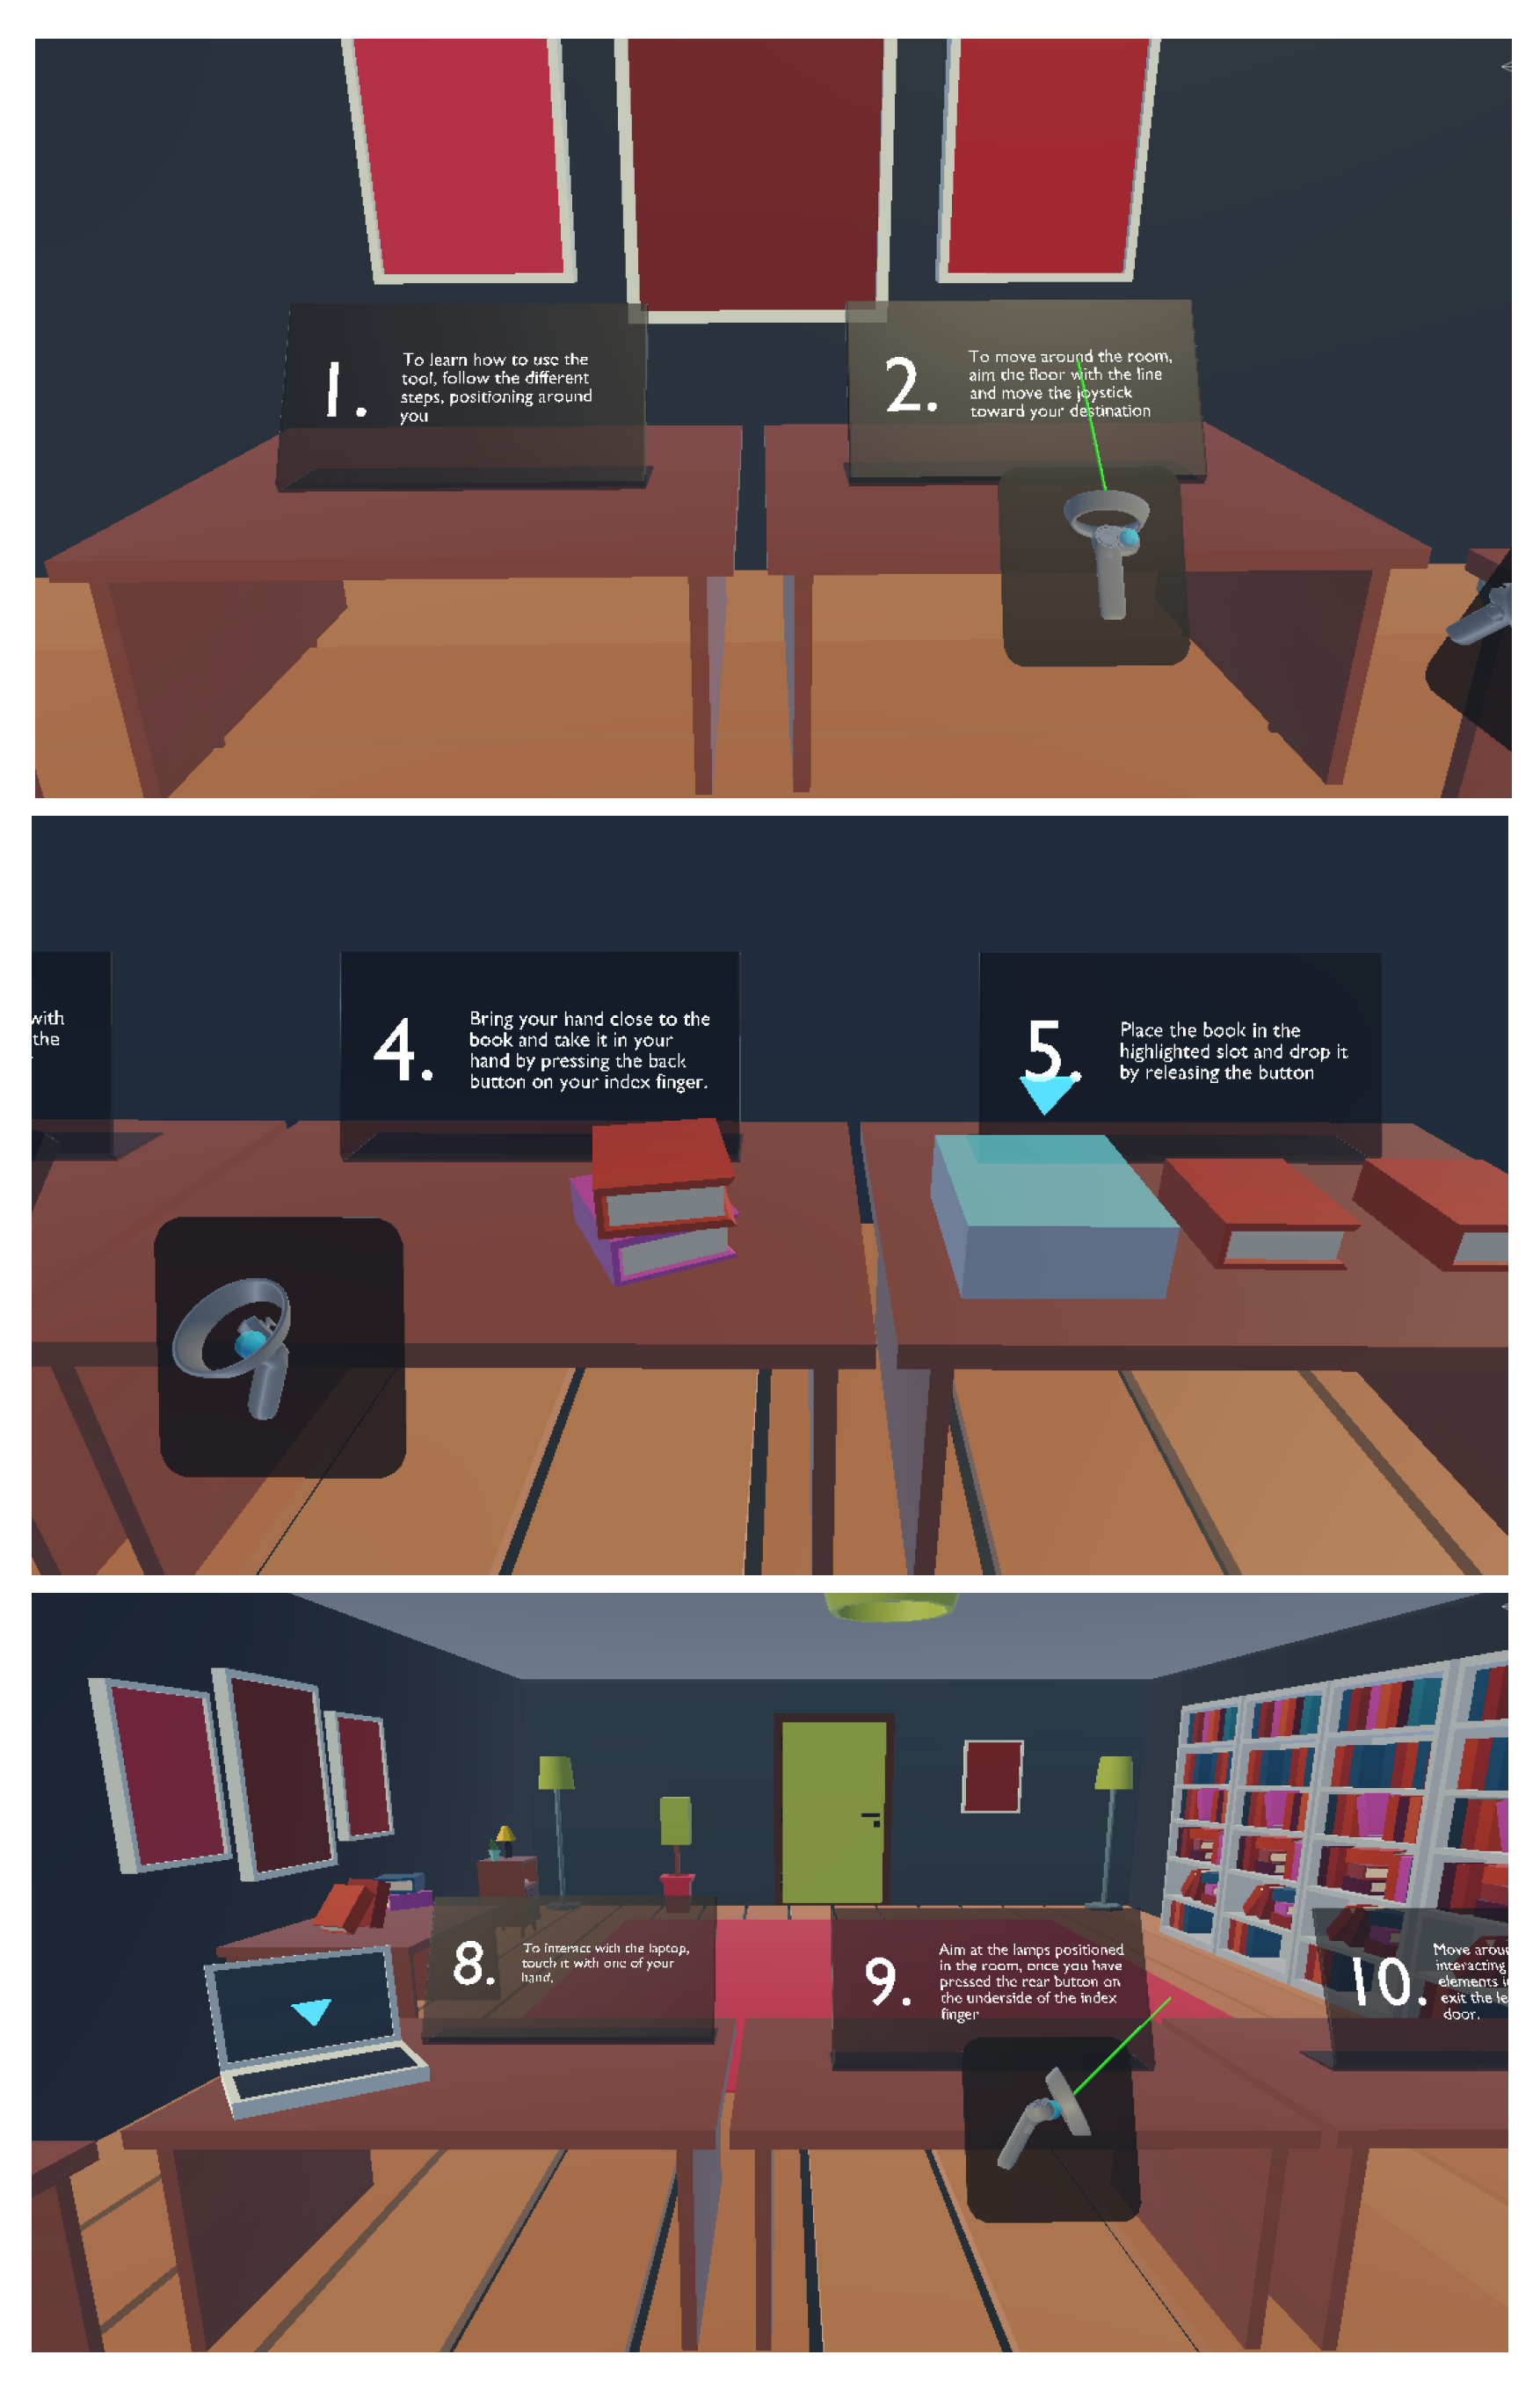 1.
To learn how to use the
tool, follow the different
steps, positioning around
you
2.
To move around the room,
aim the floor with the line
and move the joystick
toward your destination
with
the
4.
Bring your hand close to the
book and take it in your
hand by pressing the back
button on your index finger.
5.
Place the book in the
highlighted slot and drop it
by releasing the button
8.
To interact with the laptop,
touch it with one of your
hand,
9.
Aim at the lamps positioned
in the room, once you have
pressed the rear button on
the underside of the index
finger
10.
Move
interacting
elements
exit the
door.